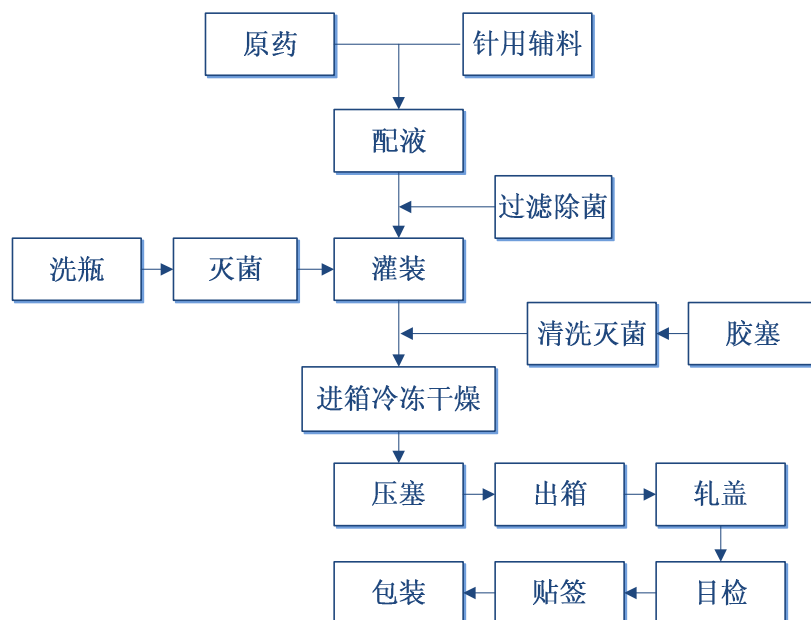 原药
针用辅料
配液
过滤除菌
洗瓶
灭菌
灌装
清洗灭菌
胶塞
进箱冷冻干燥
压塞
出箱
轧盖
包装
贴签
目检